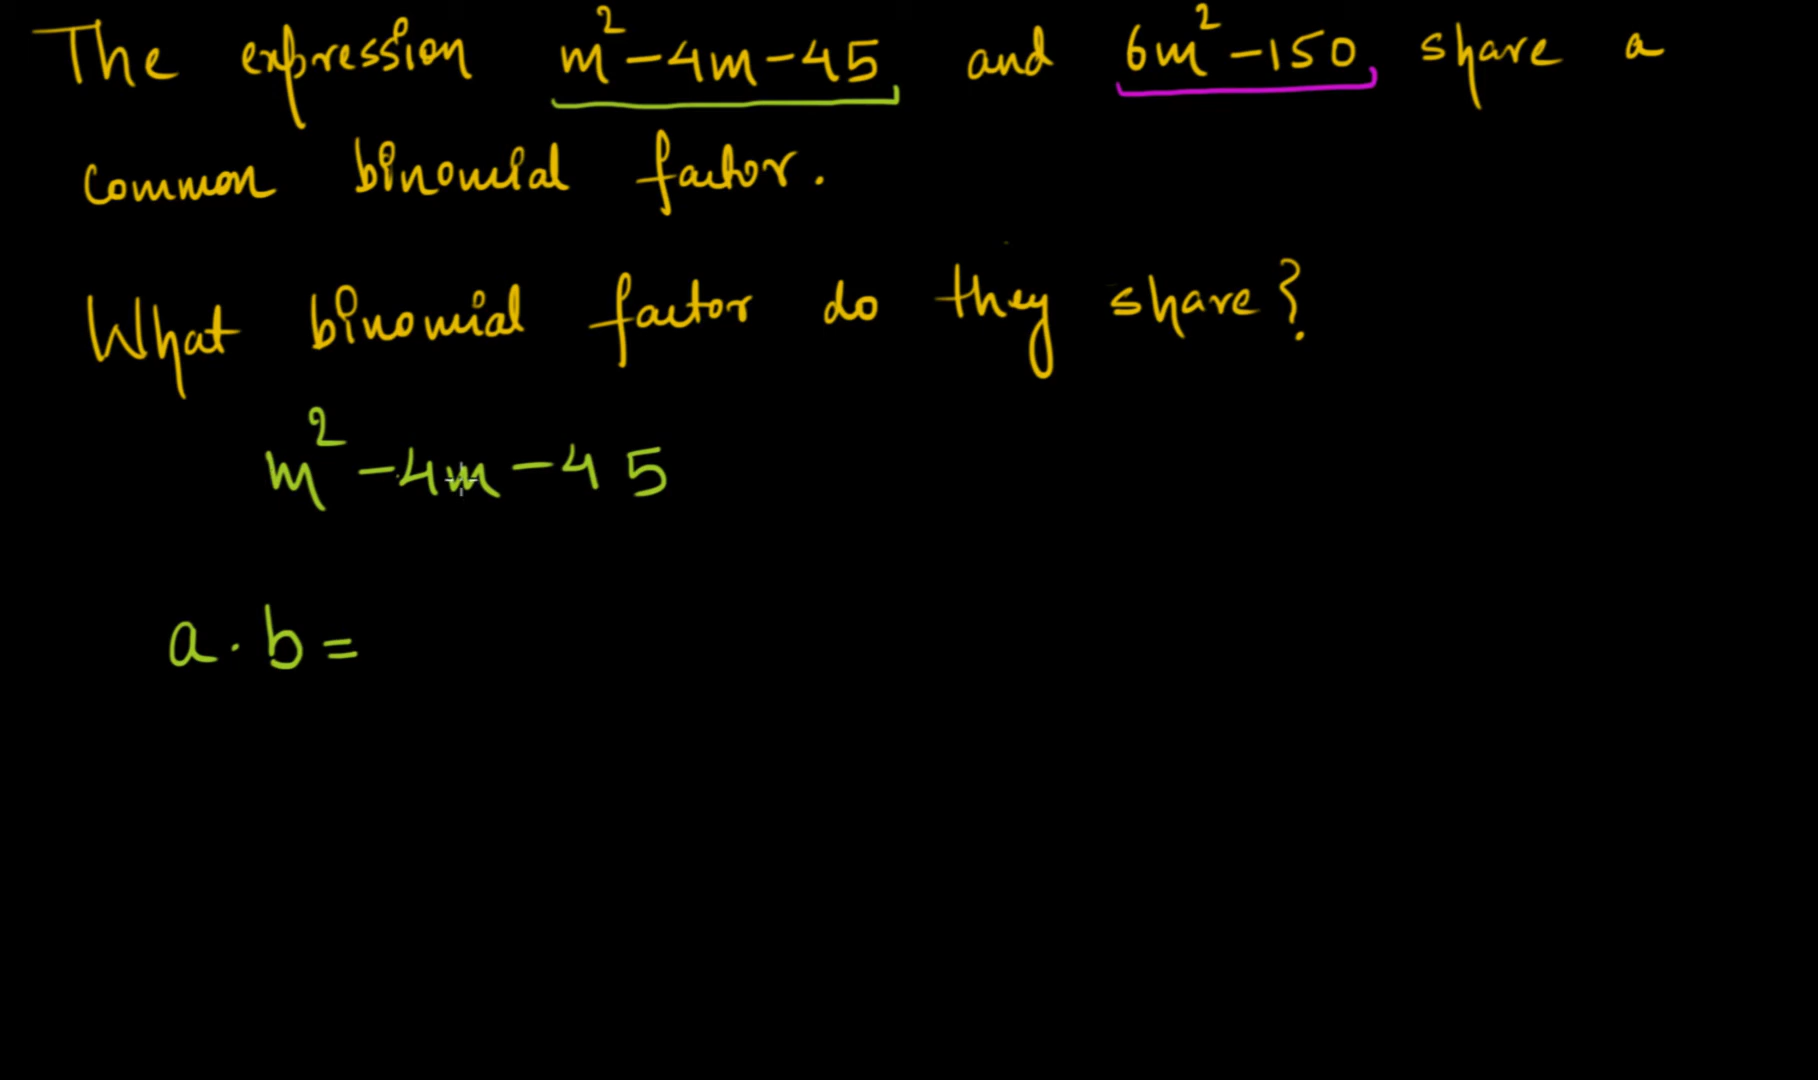 The expression m² - 4m - 45 and 6m² - 150 share a
common binomial factor.
What binomial factor do they share?
m² - 4m - 45
a · b =